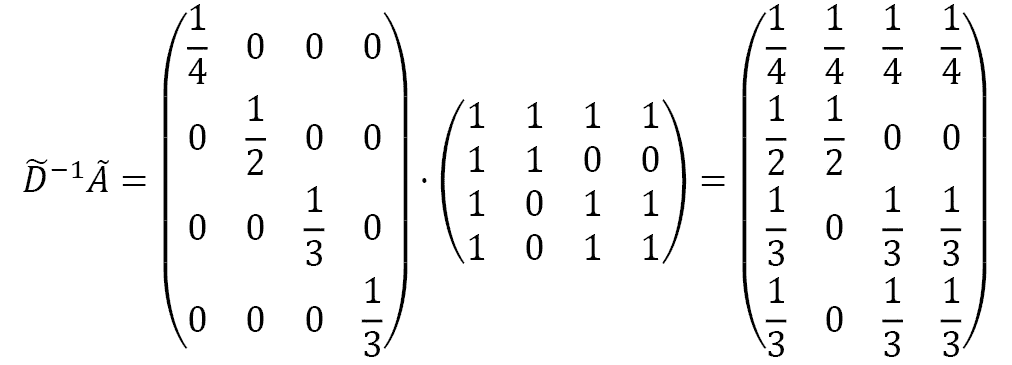 $\widetilde{D}^{-1}\tilde{A} = \begin{pmatrix} \frac{1}{4} & 0 & 0 & 0 \\ 0 & \frac{1}{2} & 0 & 0 \\ 0 & 0 & \frac{1}{3} & 0 \\ 0 & 0 & 0 & \frac{1}{3} \end{pmatrix} \cdot \begin{pmatrix} 1 & 1 & 1 & 1 \\ 1 & 1 & 0 & 0 \\ 1 & 0 & 1 & 1 \\ 1 & 0 & 1 & 1 \end{pmatrix} = \begin{pmatrix} \frac{1}{4} & \frac{1}{4} & \frac{1}{4} & \frac{1}{4} \\ \frac{1}{2} & \frac{1}{2} & 0 & 0 \\ \frac{1}{3} & 0 & \frac{1}{3} & \frac{1}{3} \\ \frac{1}{3} & 0 & \frac{1}{3} & \frac{1}{3} \end{pmatrix}$